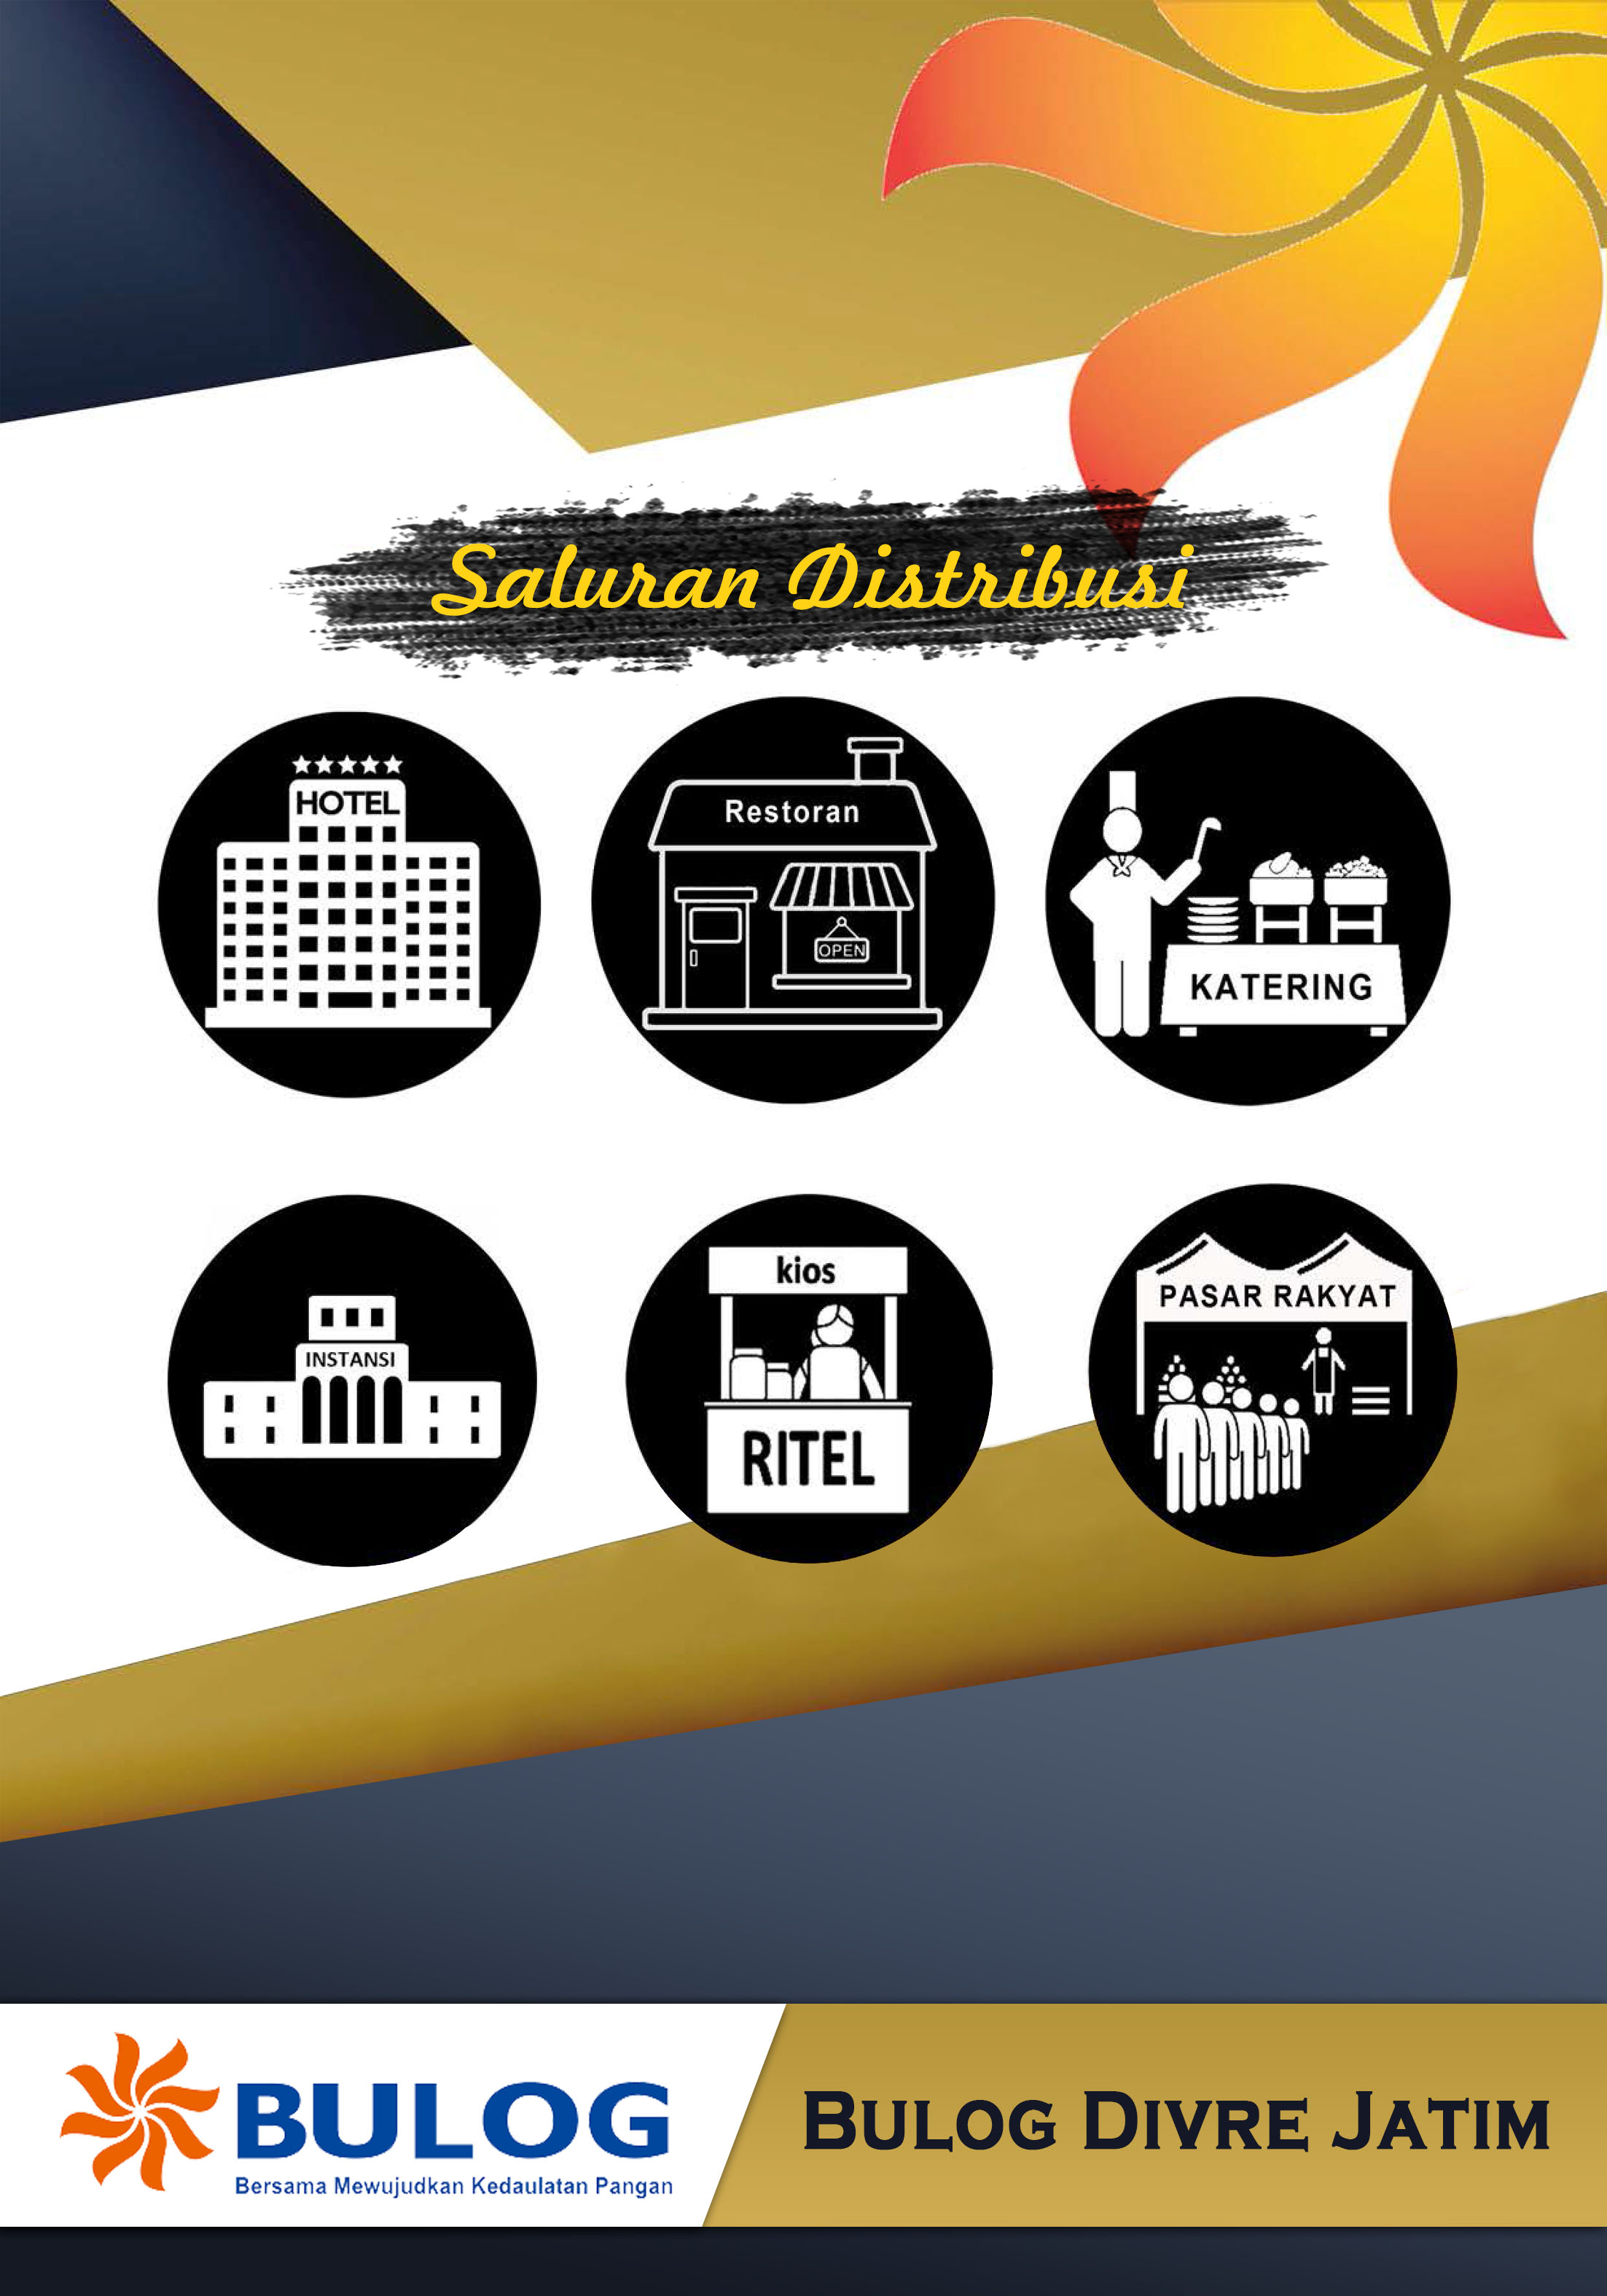 Saluran Distribusi
HOTEL
Restoran
OPEN
KATERING
INSTANSI
kios
RITEL
PASAR RAKYAT
BULOG
Bersama Mewujudkan Kedaulatan Pangan
BULOG DIVRE JATIM